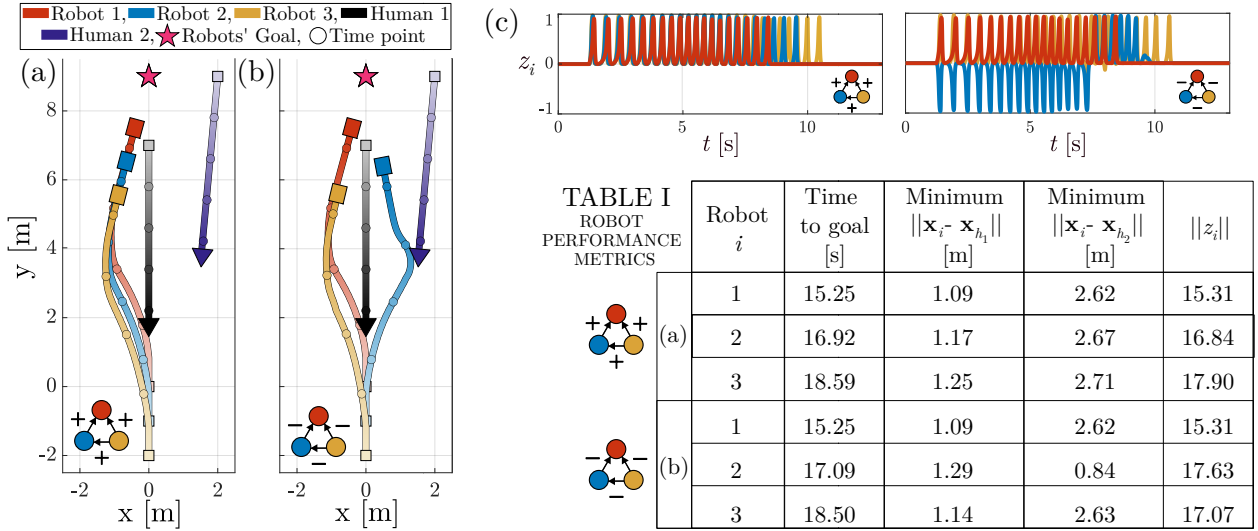 Robot 1, Robot 2, Robot 3, Human 1
Human 2, Robots' Goal, Time point
(a)
(b)
y [m]
8
6
4
2
0
-2
-2 0 2
x [m]
-2 0 2
x [m]
+ +
+
− −
−
(c)
z_i
1
0
-1
0 5 10
t [s]
+ +
+
0 5 10
t [s]
− −
−
TABLE I
ROBOT
PERFORMANCE
METRICS
Robot i | Time to goal [s] | Minimum ||x_i- x_{h_1}|| [m] | Minimum ||x_i- x_{h_2}|| [m] | ||z_i||
+ +
+
(a)
1 15.25 1.09 2.62 15.31
2 16.92 1.17 2.67 16.84
3 18.59 1.25 2.71 17.90
− −
−
(b)
1 15.25 1.09 2.62 15.31
2 17.09 1.29 0.84 17.63
3 18.50 1.14 2.63 17.07